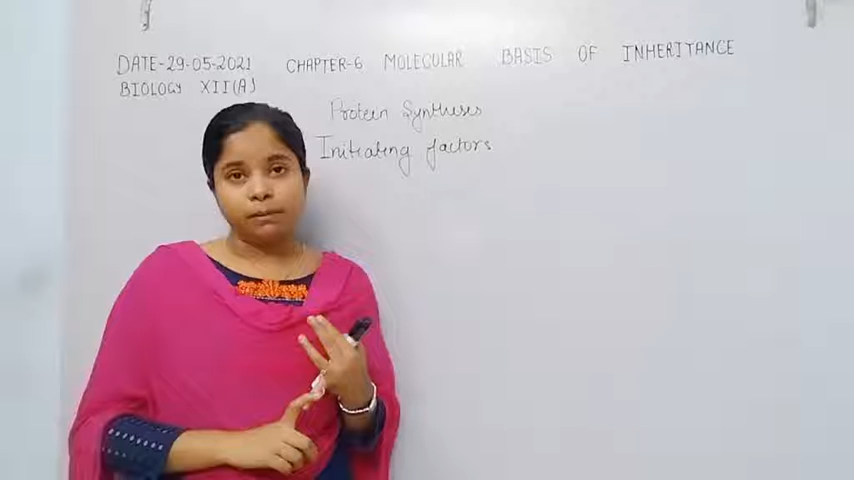 DATE-29-05-2021 CHAPTER-6 MOLECULAR BASIS OF INHERITANCE
BIOLOGY XII(A)
Protein Synthesis
Initiating factors